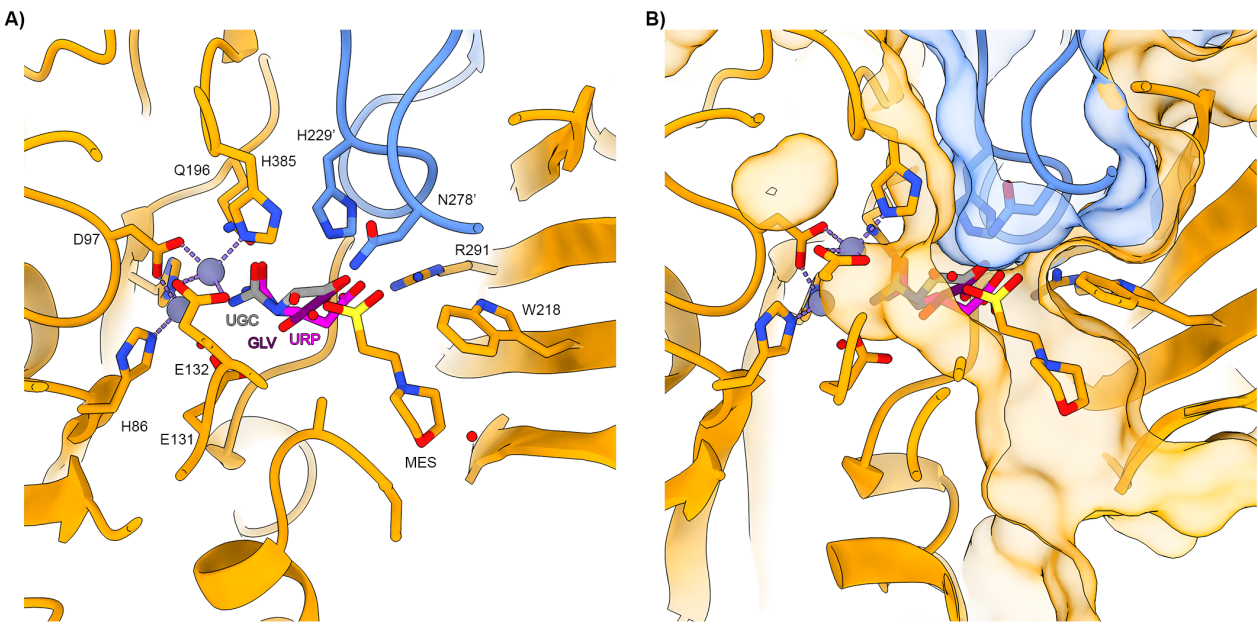 A)
B)
H229’
H385
Q196
N278’
D97
R291
UGC
W218
GLV
URP
E132
H86
E131
MES